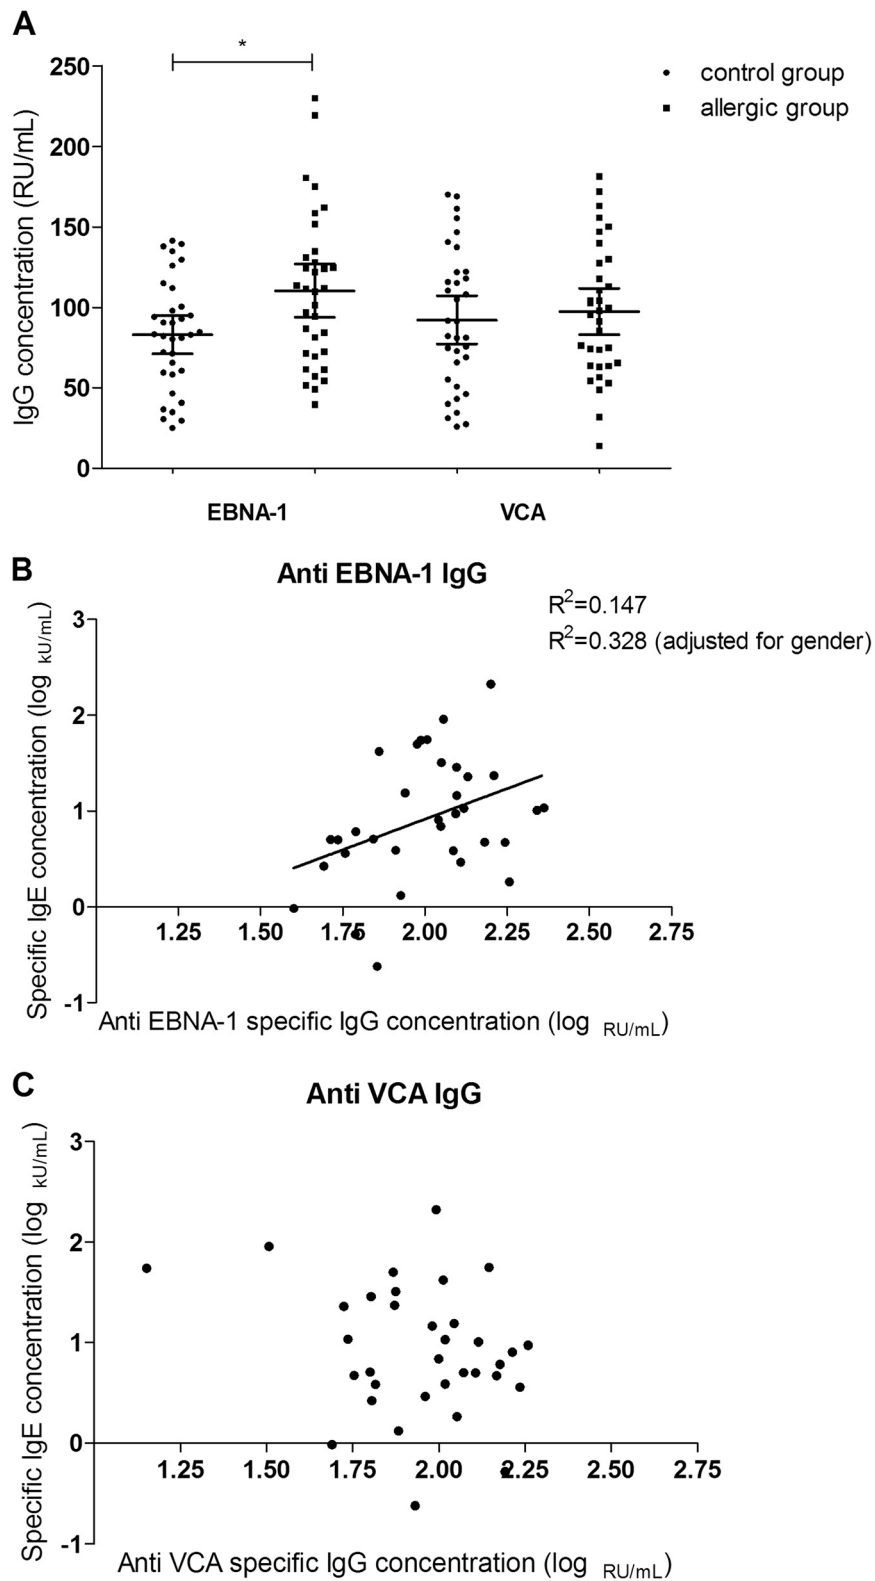 A
*
control group
allergic group
IgG concentration (RU/mL)
250
200
150
100
50
0
EBNA-1 VCA
B
Anti EBNA-1 IgG
R2=0.147
R2=0.328 (adjusted for gender)
Specific IgE concentration (log kU/mL)
3
2
1
0
-1
1.25 1.50 1.75 2.00 2.25 2.50 2.75
Anti EBNA-1 specific IgG concentration (log RU/mL)
C
Anti VCA IgG
Specific IgE concentration (log kU/mL)
3
2
1
0
-1
1.25 1.50 1.75 2.00 2.25 2.50 2.75
Anti VCA specific IgG concentration (log RU/mL)